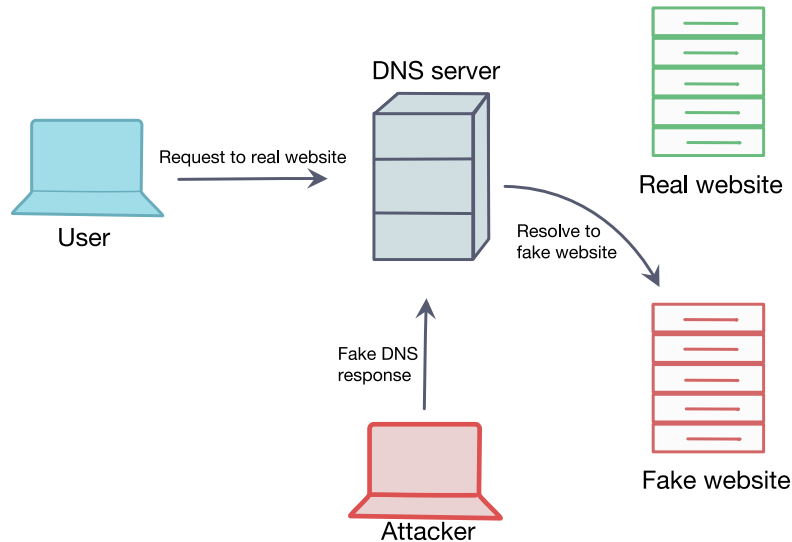 DNS server
Request to real website
User
Real website
Resolve to
fake website
Fake DNS
response
Fake website
Attacker